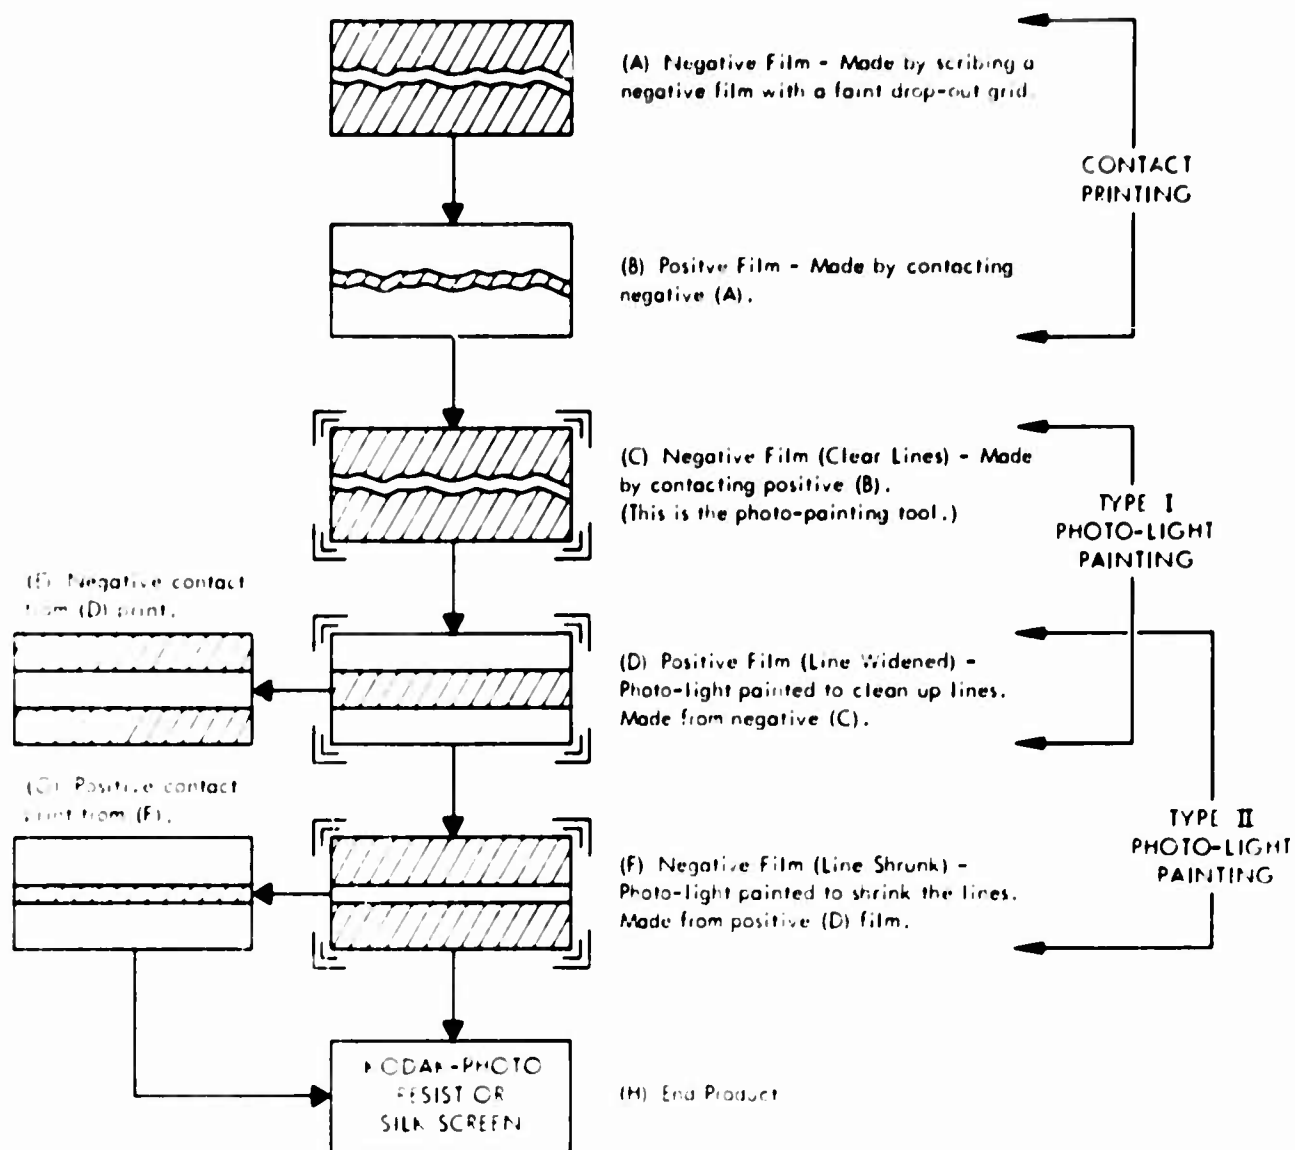 (A) Negative Film - Made by scribing a
negative film with a faint drop-out grid.
CONTACT
PRINTING
(B) Positve Film - Made by contacting
negative (A).
(C) Negative Film (Clear Lines) - Made
by contacting positive (B).
(This is the photo-painting tool.)
TYPE I
PHOTO-LIGHT
PAINTING
(E) Negative contact
from (D) print.
(D) Positive Film (Line Widened) -
Photo-light painted to clean up lines.
Made from negative (C).
(G) Positive contact
print from (F).
TYPE II
PHOTO-LIGHT
PAINTING
(F) Negative Film (Line Shrunk) -
Photo-light painted to shrink the lines.
Made from positive (D) film.
KODAK-PHOTO
RESIST OR
SILK SCREEN
(H) End Product